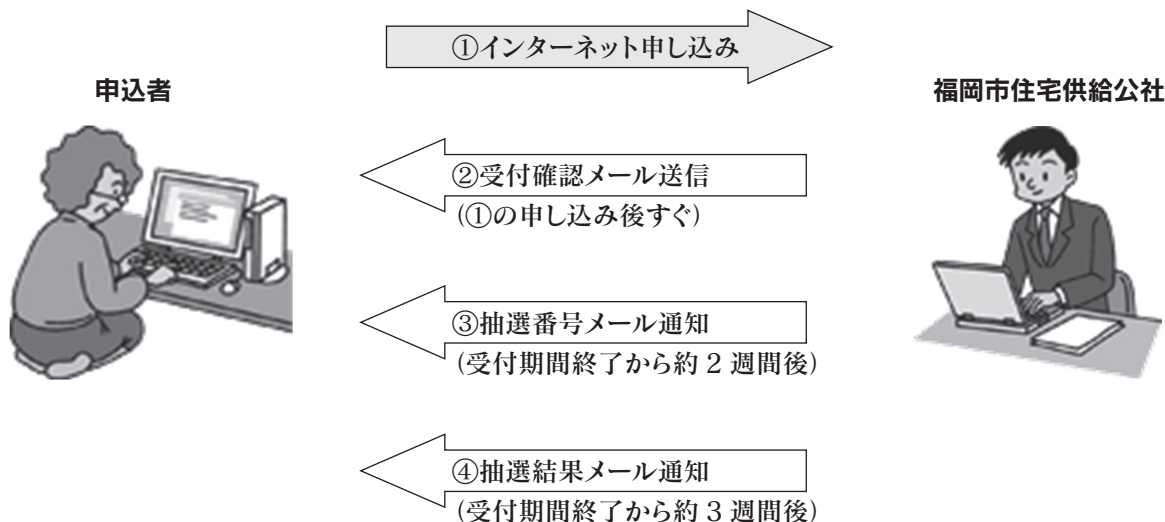 ①インターネット申し込み
申込者
福岡市住宅供給公社
②受付確認メール送信
(①の申し込み後すぐ)
③抽選番号メール通知
(受付期間終了から約2週間後)
④抽選結果メール通知
(受付期間終了から約3週間後)